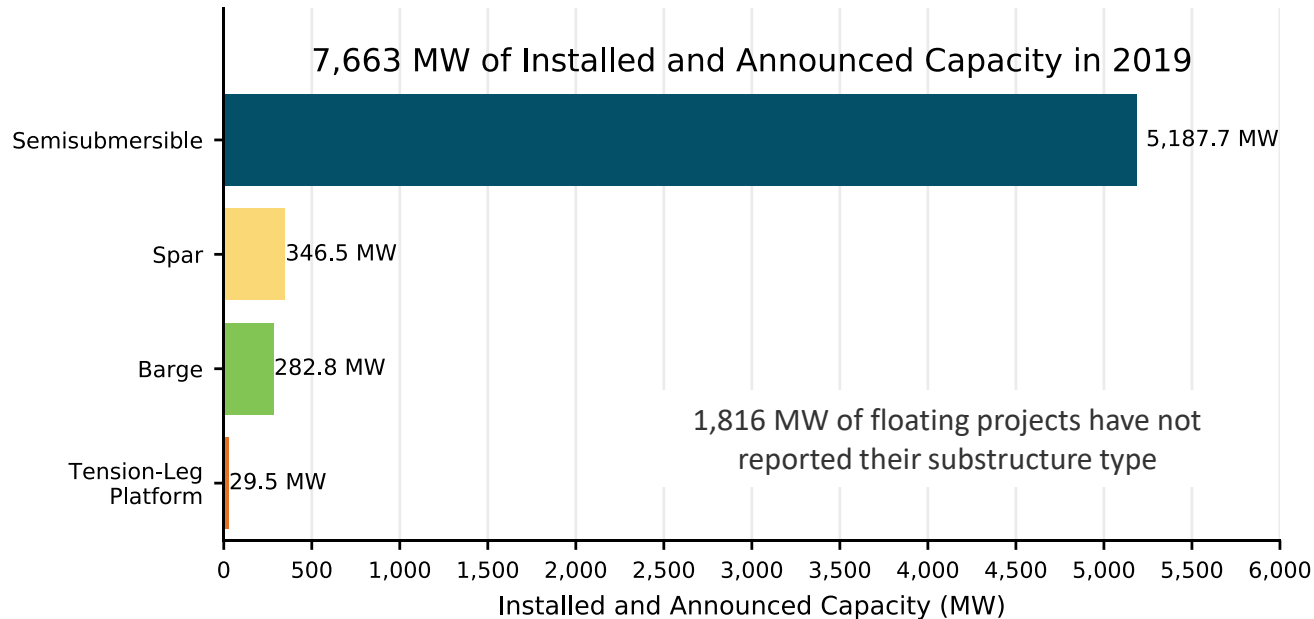 7,663 MW of Installed and Announced Capacity in 2019
Semisubmersible
5,187.7 MW
Spar
346.5 MW
Barge
282.8 MW
Tension-Leg
Platform
29.5 MW
1,816 MW of floating projects have not
reported their substructure type
0 500 1,000 1,500 2,000 2,500 3,000 3,500 4,000 4,500 5,000 5,500 6,000
Installed and Announced Capacity (MW)